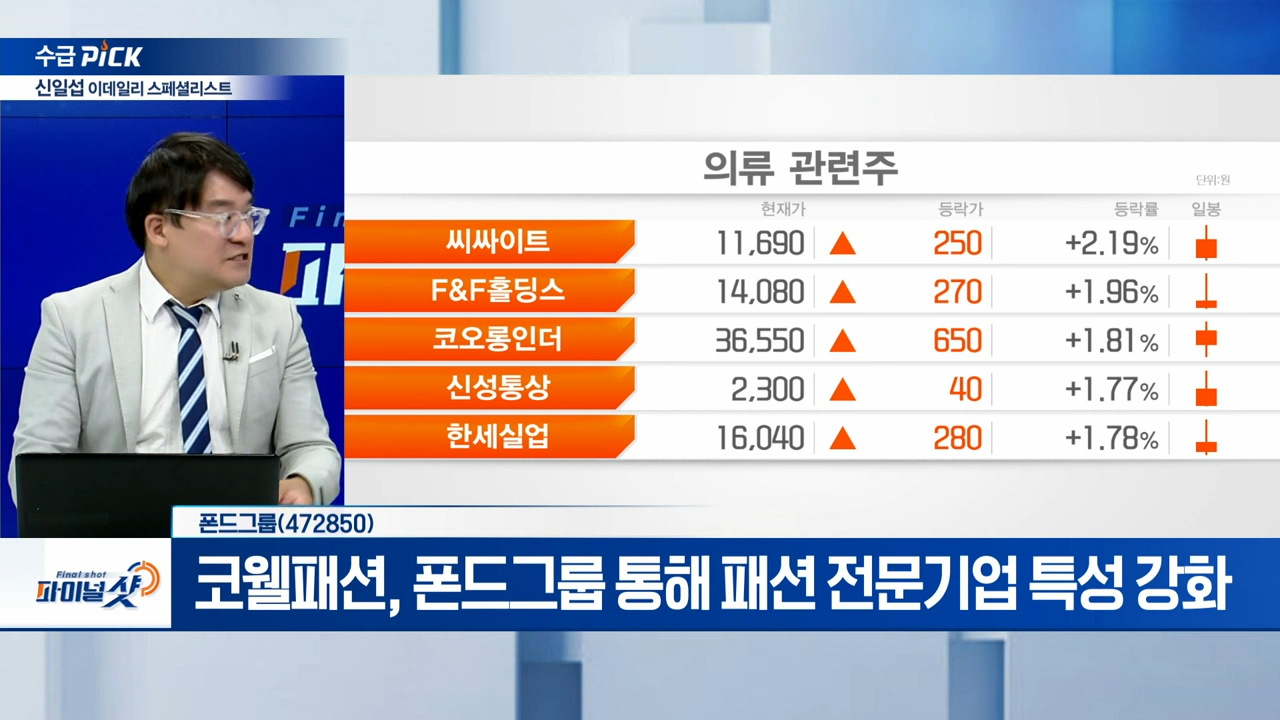 수급 PiCK
신일섭 이데일리 스페셜리스트
Fin
파
의류 관련주
단위:원
현재가 등락가 등락률 일봉
씨싸이트 11,690 ▲ 250 +2.19%
F&F홀딩스 14,080 ▲ 270 +1.96%
코오롱인더 36,550 ▲ 650 +1.81%
신성통상 2,300 ▲ 40 +1.77%
한세실업 16,040 ▲ 280 +1.78%
폰드그룹(472850)
Final shot
파이널샷
코웰패션, 폰드그룹 통해 패션 전문기업 특성 강화